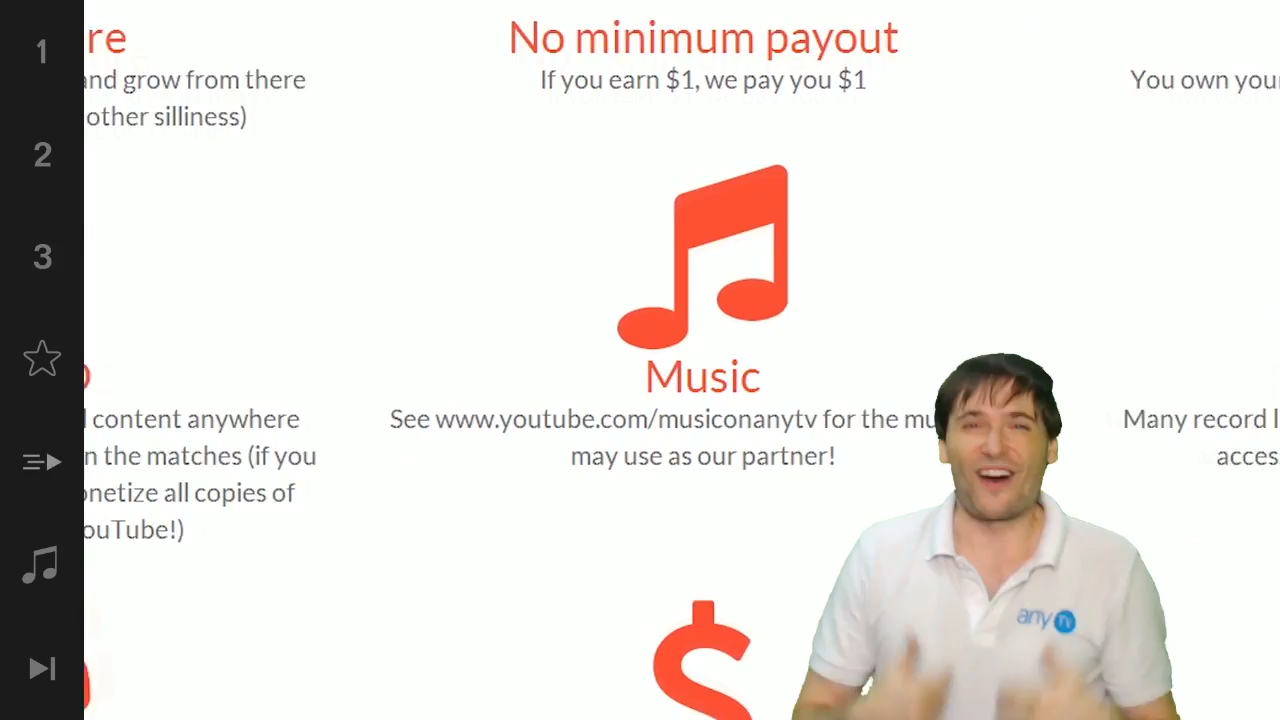 1
2
3
re
and grow from there
other silliness)
No minimum payout
If you earn $1, we pay you $1
You own your
content anywhere
n the matches (if you
onetize all copies of
ouTube!)
Music
See www.youtube.com/musiconanytv for the mu
may use as our partner!
Many record l
acces
$
anyTV